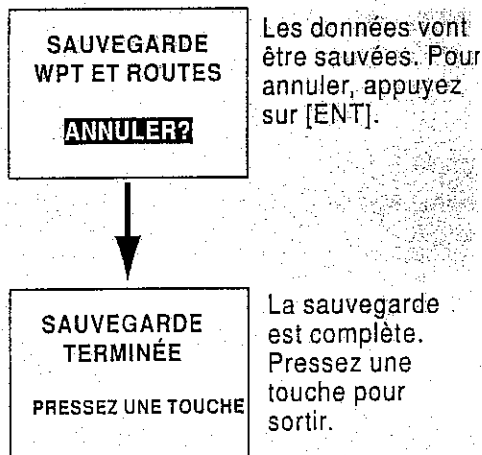 SAUVEGARDE
WPT ET ROUTES
ANNULER?
Les données vont
être sauvées. Pour
annuler, appuyez
sur [ENT].
SAUVEGARDE
TERMINÉE
PRESSEZ UNE TOUCHE
La sauvegarde
est complète.
Pressez une
touche pour
sortir.